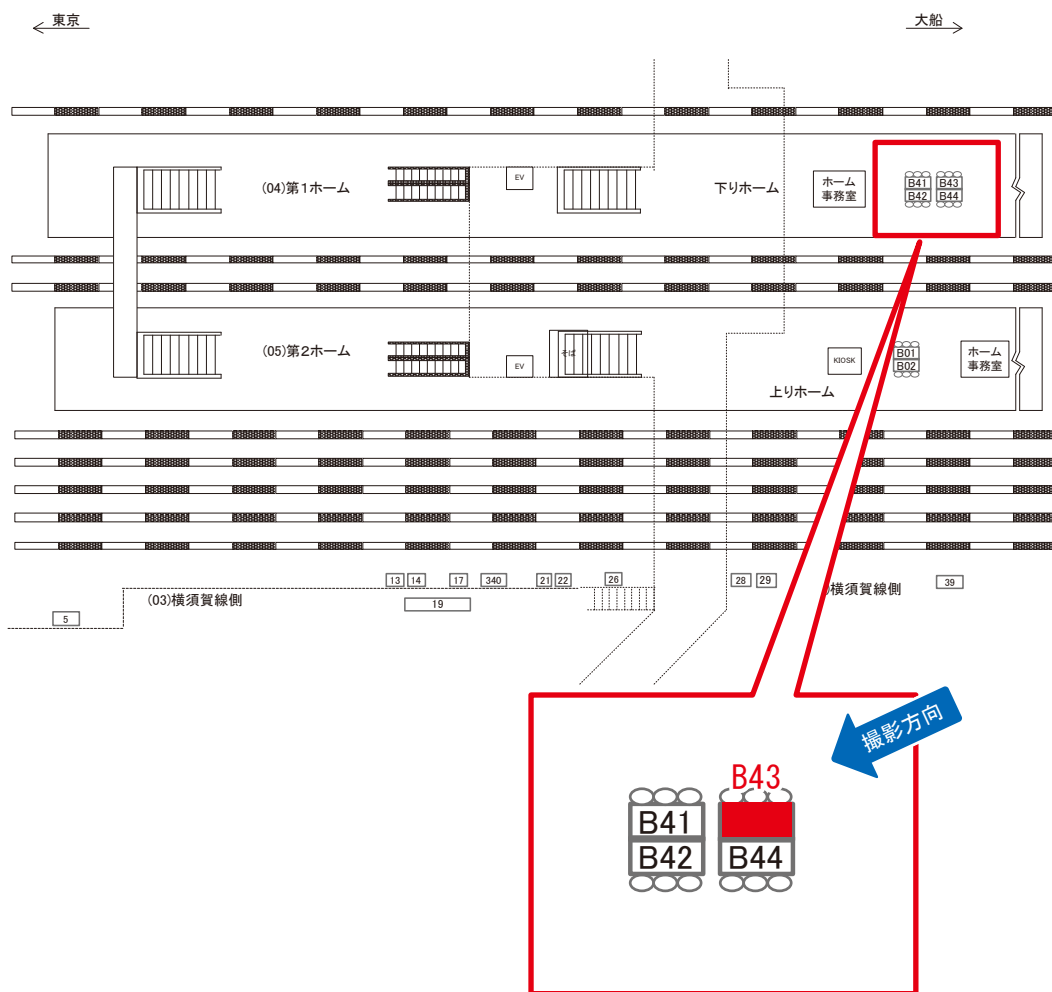 東京
大船
(04)第1ホーム
EV
下りホーム
ホーム
事務室
B41
B43
B42
B44
(05)第2ホーム
EV
そば
KIOSK
B01
B02
ホーム
事務室
上りホーム
13
14
17
340
21
22
26
28
29
39
(03)横須賀線側
19
横須賀線側
5
撮影方向
B43
B41
B42
B44